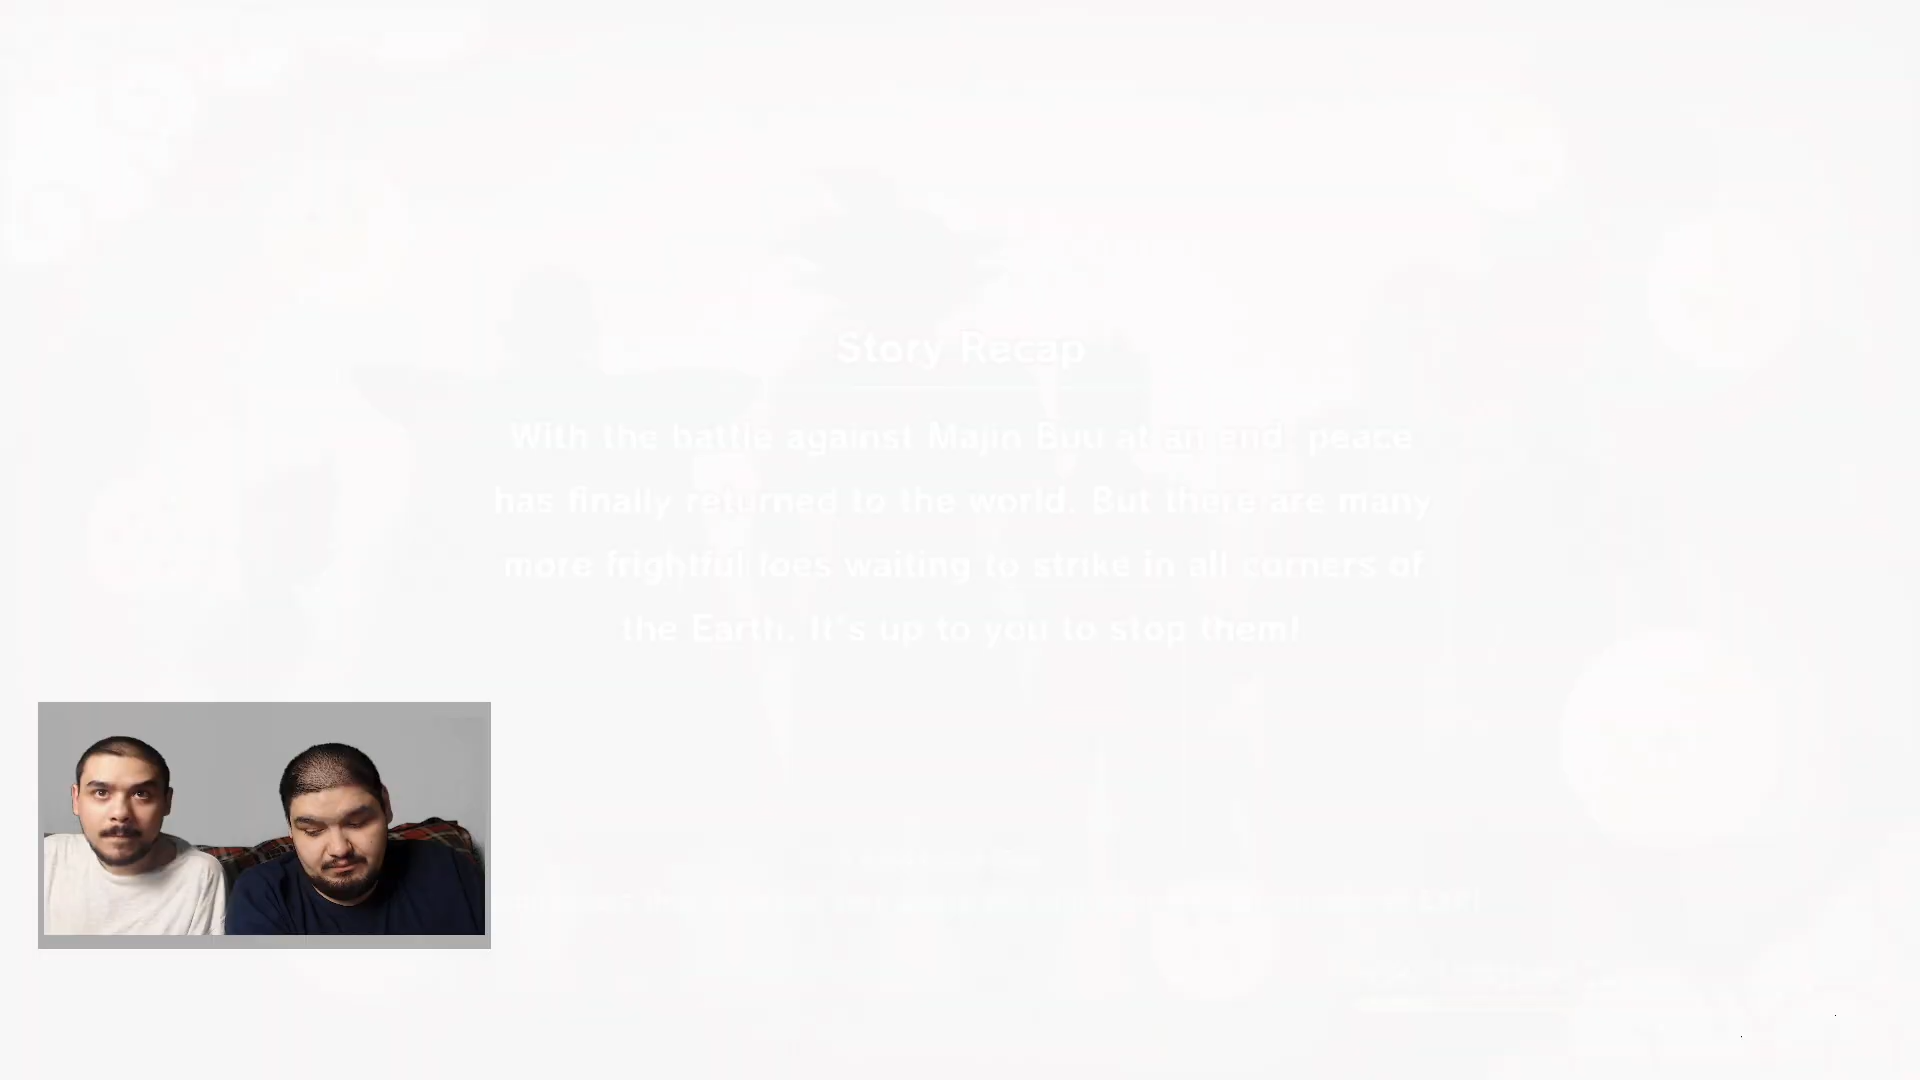 Story Recap
With the battle against Majin Buu at an end, peace
has finally returned to the world. But there are many
more frightful foes waiting to strike in all corners of
the Earth. It's up to you to stop them!